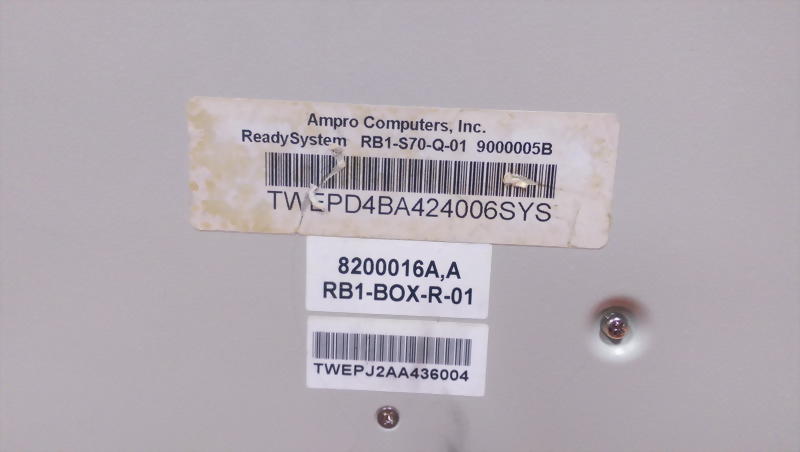 Ampro Computers, Inc.
ReadySystem RB1-S70-Q-01 9000005B
TWEPD4BA424006SYS
8200016A,A
RB1-BOX-R-01
TWEPJ2AA436004